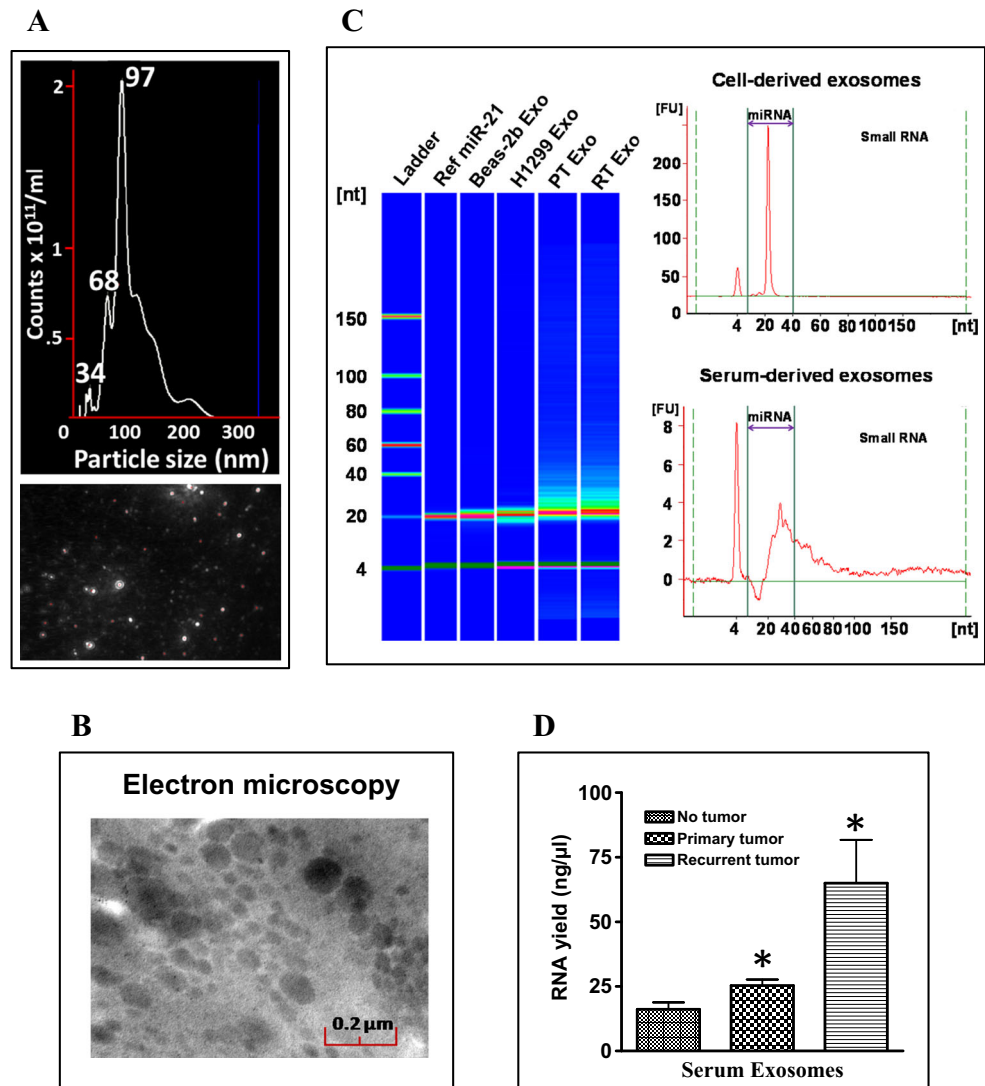 A
2
97
Counts x 10¹¹/ml
1
68
.5
34
0 100 200 300
Particle size (nm)
C
Ladder
Ref miR-21
Beas-2b Exo
H1299 Exo
PT Exo
RT Exo
[nt]
150
100
80
60
40
20
4
Cell-derived exosomes
[FU]
miRNA
Small RNA
200
150
100
50
0
4 20 40 60 80 100 150 [nt]
Serum-derived exosomes
[FU]
miRNA
Small RNA
8
6
4
2
0
4 20 40 60 80 100 150 [nt]
B
Electron microscopy
0.2 µm
D
RNA yield (ng/µl)
100
75
50
25
0
No tumor
Primary tumor
Recurrent tumor
*
*
Serum Exosomes